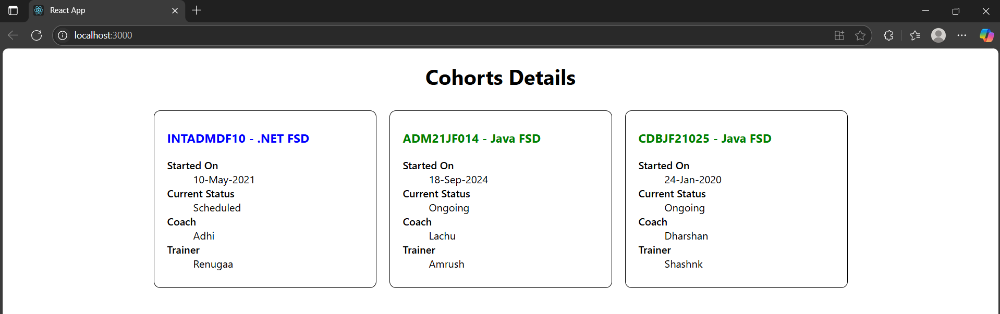 React App
localhost:3000
Cohorts Details
INTADMDF10 - .NET FSD
Started On
10-May-2021
Current Status
Scheduled
Coach
Adhi
Trainer
Renugaa
ADM21JF014 - Java FSD
Started On
18-Sep-2024
Current Status
Ongoing
Coach
Lachu
Trainer
Amrush
CDBJF21025 - Java FSD
Started On
24-Jan-2020
Current Status
Ongoing
Coach
Dharshan
Trainer
Shashnk